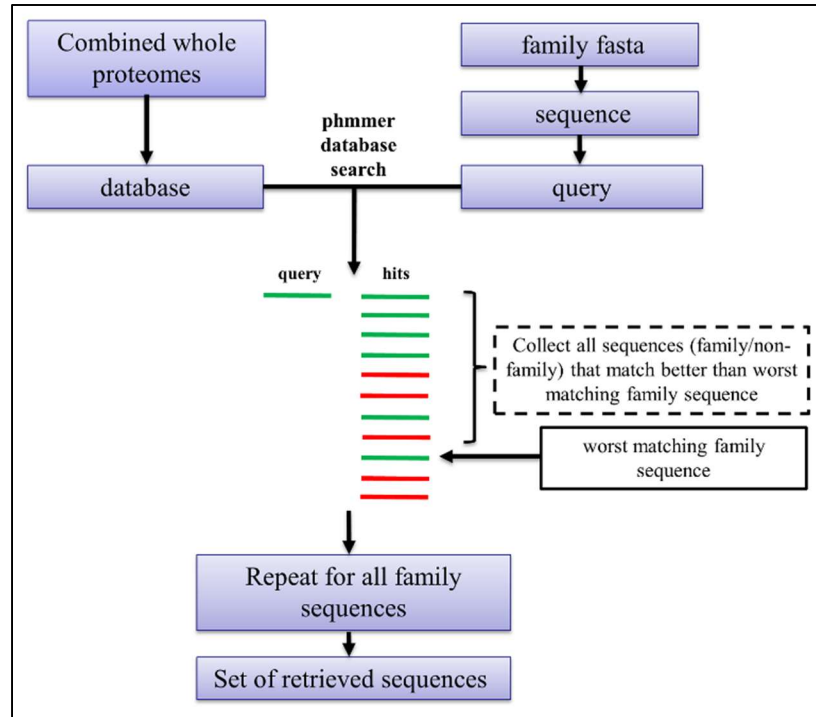 Combined whole
proteomes
family fasta
sequence
phmmer
database
search
database
query
query
hits
Collect all sequences (family/non-
family) that match better than worst
matching family sequence
worst matching family
sequence
Repeat for all family
sequences
Set of retrieved sequences